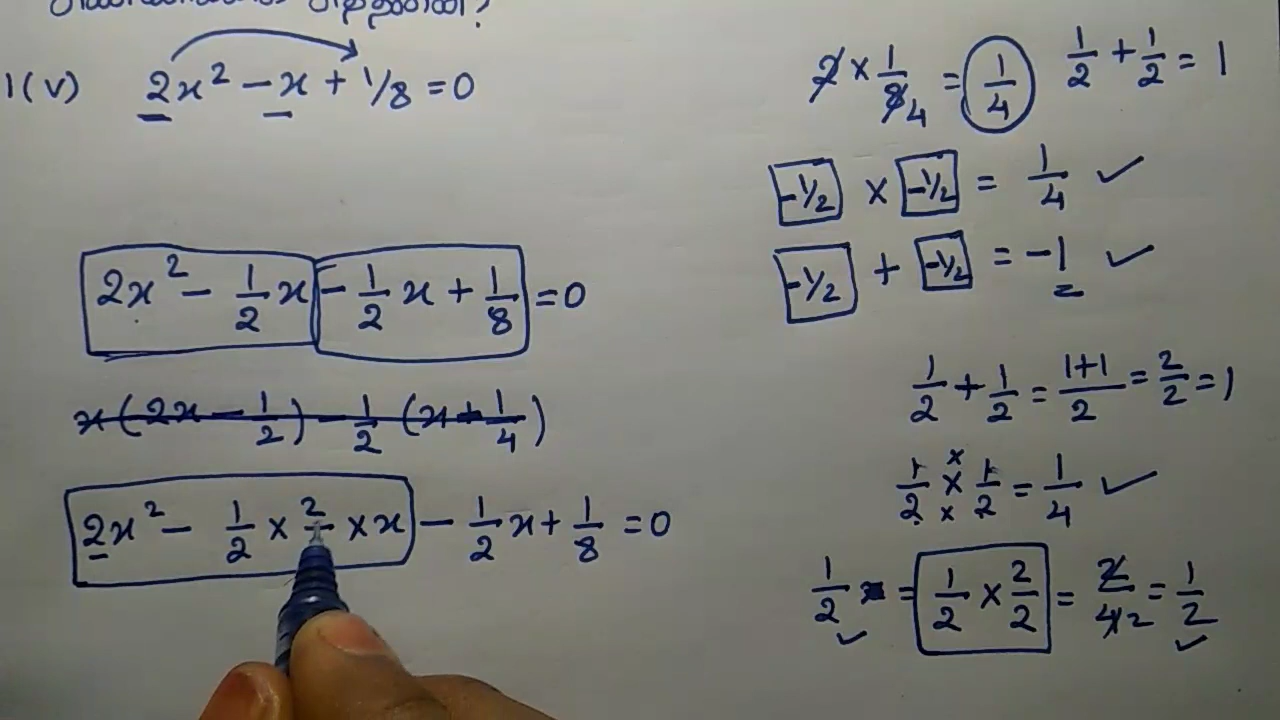 1(v) 2x² - x + 1/8 = 0
2x² - 1/2 x - 1/2 x + 1/8 = 0
x(2x - 1/2) - 1/2 (x + 1/4)
2x² - 1/2 × 2/ × x - 1/2 x + 1/8 = 0
2 × 1/8 4 = 1/4
1/2 + 1/2 = 1
-1/2 × -1/2 = 1/4 ✓
-1/2 + -1/2 = -1 ✓
1/2 + 1/2 = 1+1/2 = 2/2 = 1
1/2 × 1/2 = 1/4 ✓
1/2 = 1/2 × 2/2 = 2/4 2 = 1/2